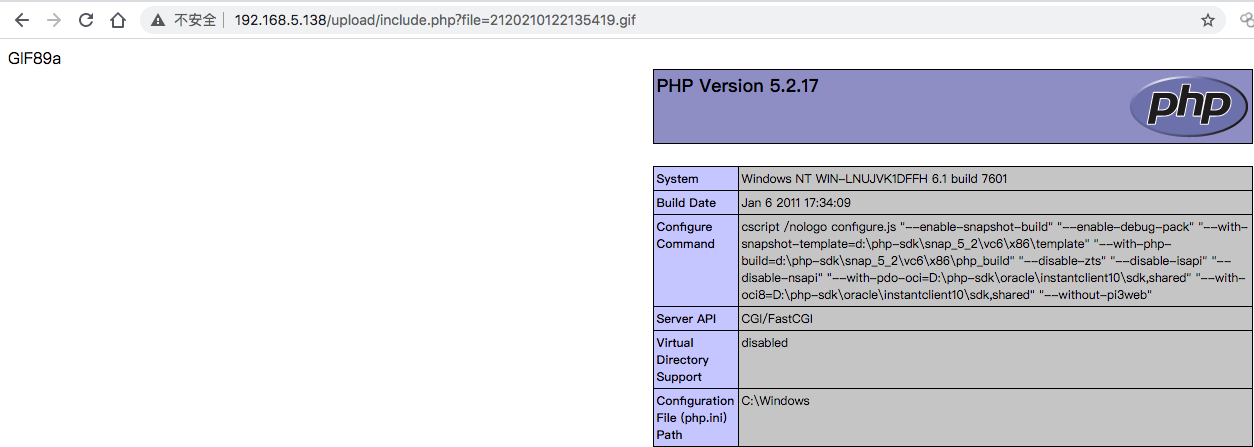 不安全 192.168.5.138/upload/include.php?file=2120210122135419.gif
GIF89a
PHP Version 5.2.17
php
System Windows NT WIN-LNUJVK1DFFH 6.1 build 7601
Build Date Jan 6 2011 17:34:09
Configure Command cscript /nologo configure.js "--enable-snapshot-build" "--enable-debug-pack" "--with-
snapshot-template=d:\php-sdk\snap_5_2\vc6\x86\template" "--with-php-
build=d:\php-sdk\snap_5_2\vc6\x86\php_build" "--disable-zts" "--disable-isapi" "--
disable-nsapi" "--with-pdo-oci=D:\php-sdk\oracle\instantclient10\sdk,shared" "--with-
oci8=D:\php-sdk\oracle\instantclient10\sdk,shared" "--without-pi3web"
Server API CGI/FastCGI
Virtual Directory Support disabled
Configuration File (php.ini) Path C:\Windows